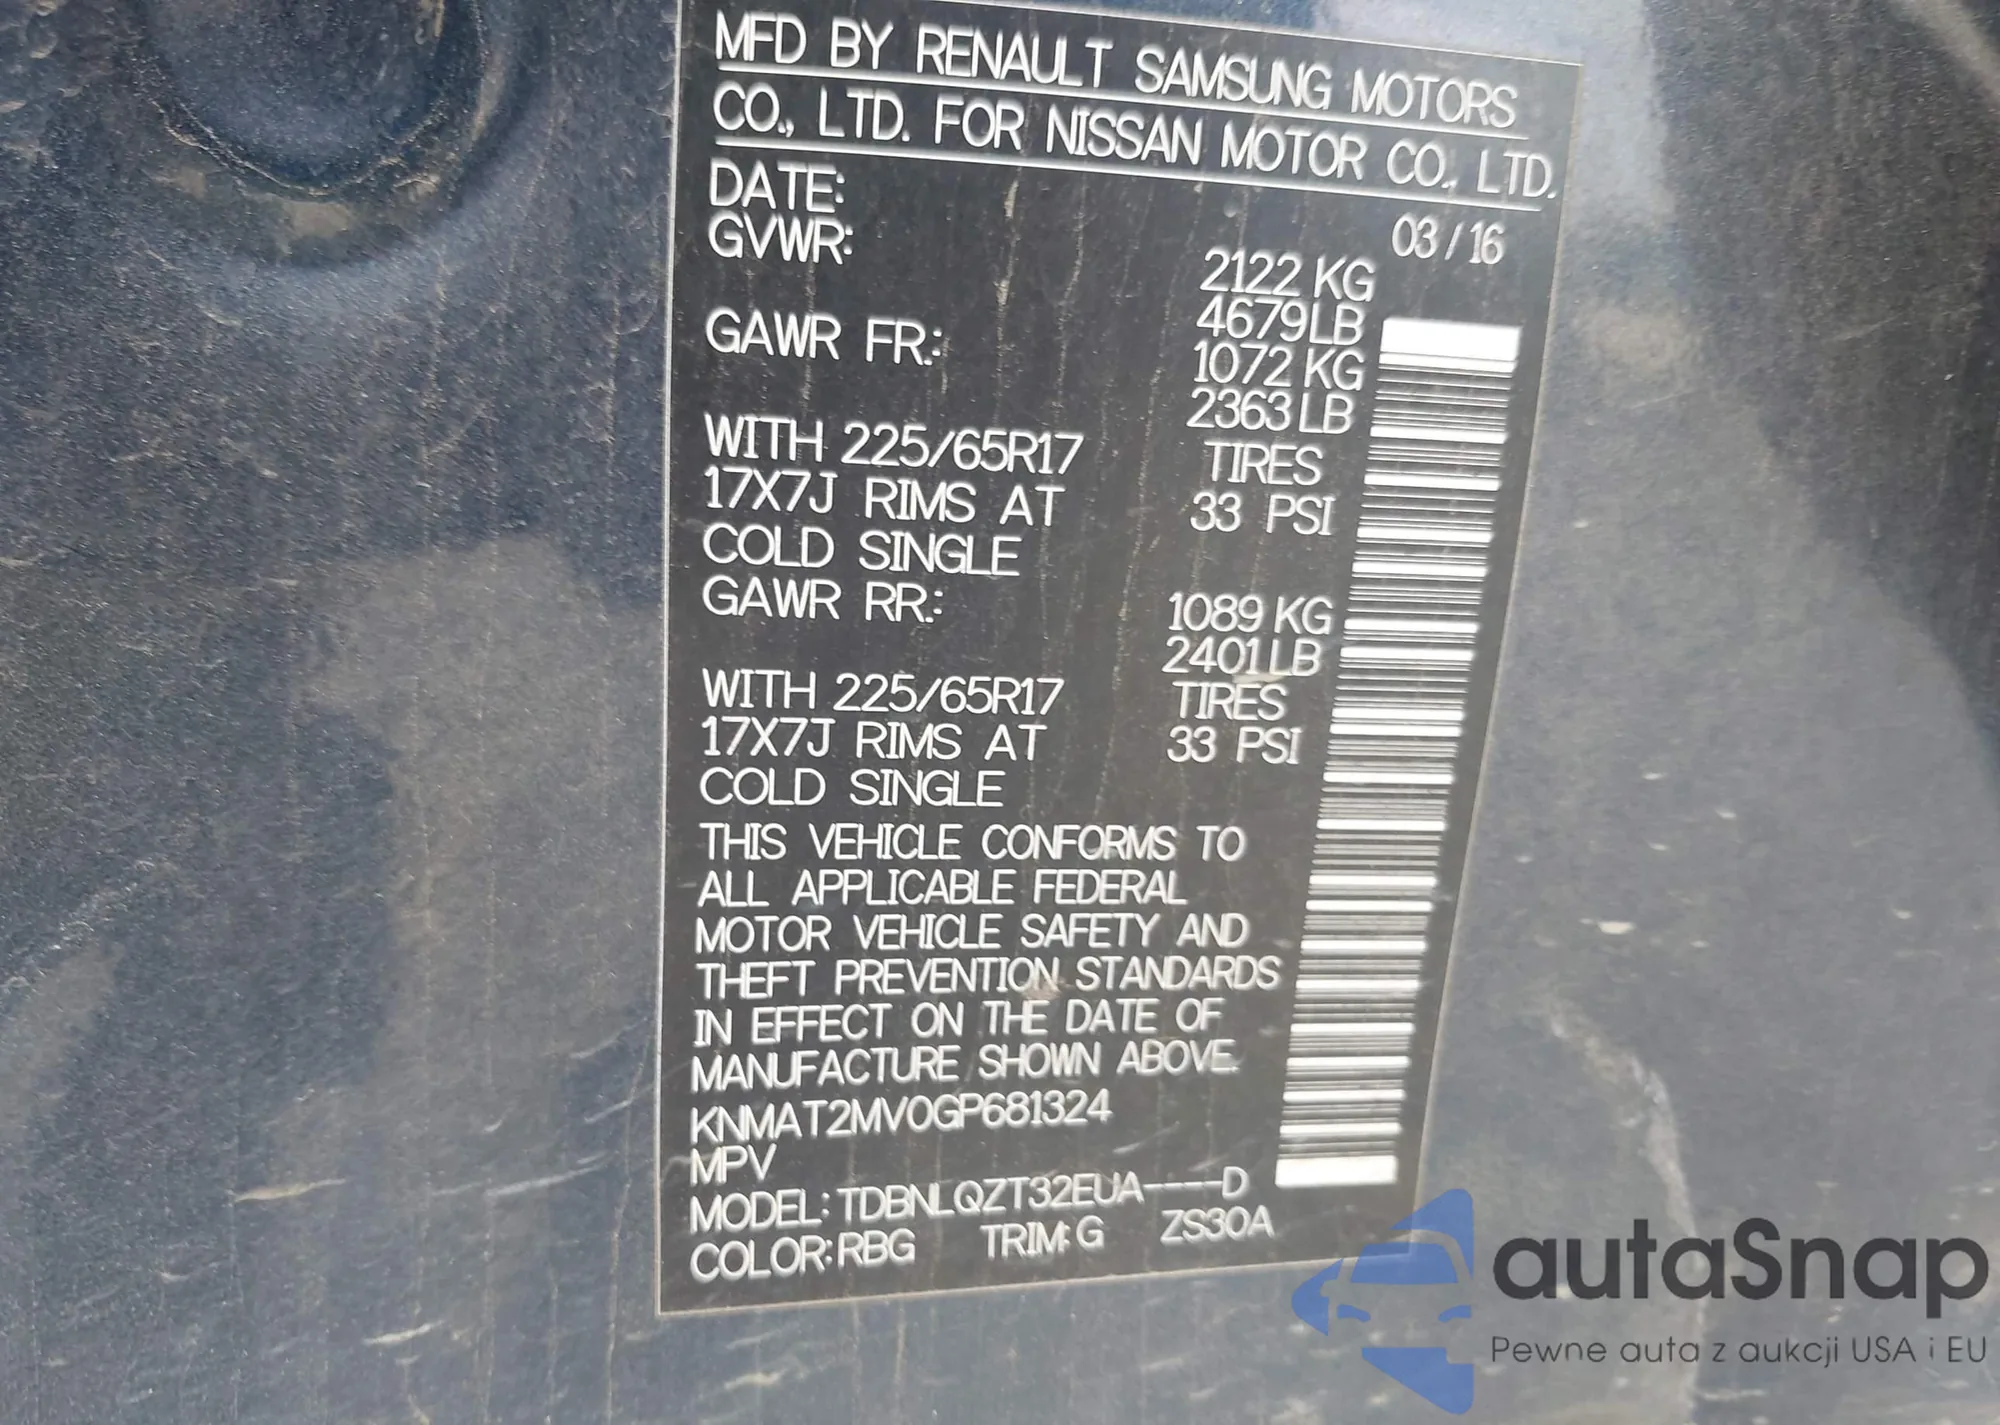 MFD BY RENAULT SAMSUNG MOTORS
CO., LTD. FOR NISSAN MOTOR CO., LTD.
DATE: 03 / 16
GVWR: 2122 KG
4679 LB
GAWR FR.: 1072 KG
2363 LB
WITH 225/65R17 TIRES
17X7J RIMS AT 33 PSI
COLD SINGLE
GAWR RR.: 1089 KG
2401 LB
WITH 225/65R17 TIRES
17X7J RIMS AT 33 PSI
COLD SINGLE
THIS VEHICLE CONFORMS TO
ALL APPLICABLE FEDERAL
MOTOR VEHICLE SAFETY AND
THEFT PREVENTION STANDARDS
IN EFFECT ON THE DATE OF
MANUFACTURE SHOWN ABOVE.
KNMAT2MV0GP681324
MPV
MODEL: TDBNLQZT32EUA----D
COLOR: RBG TRIM: G ZS30A
autaSnap
Pewne auta z aukcji USA i EU